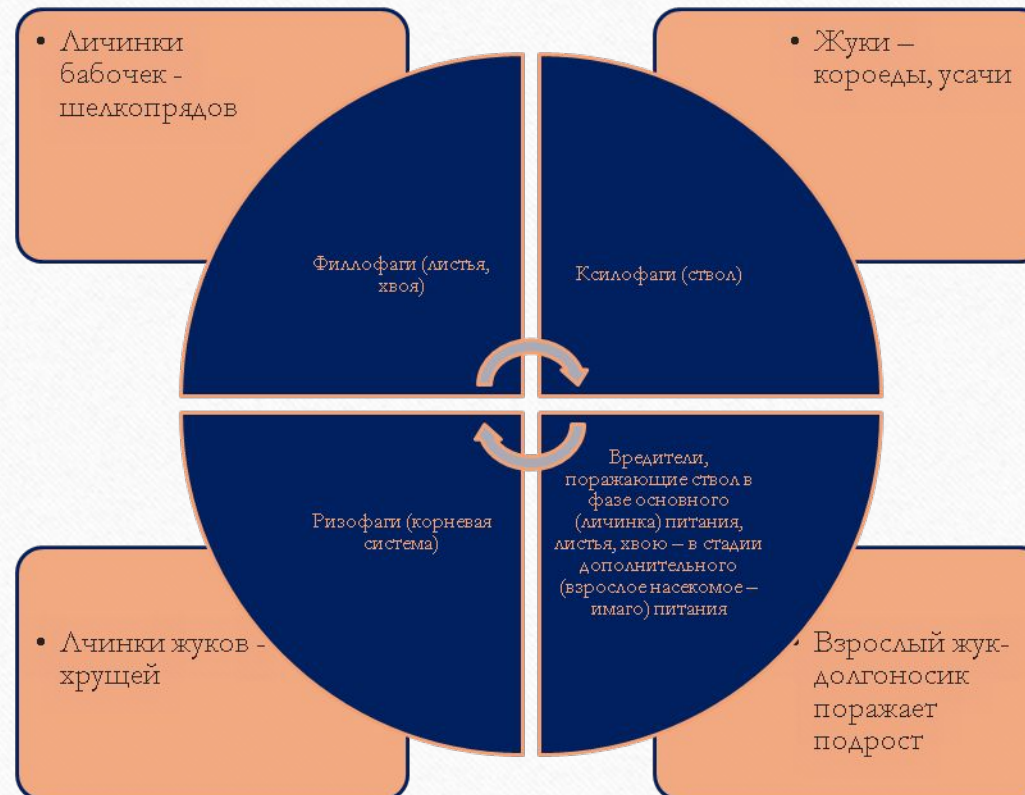 • Личинки
бабочек -
шелкопрядов
• Жуки –
короеды, усачи
Филлофаги (листья,
хвоя)
Ксилофаги (ствол)
Ризофаги (корневая
система)
Вредители,
поражающие ствол в
фазе основного
(личинка) питания,
листья, хвою – в стадии
дополнительного
(взрослое насекомое –
имаго) питания
• Лчинки жуков -
хрущей
• Взрослый жук-
долгоносик
поражает
подрост